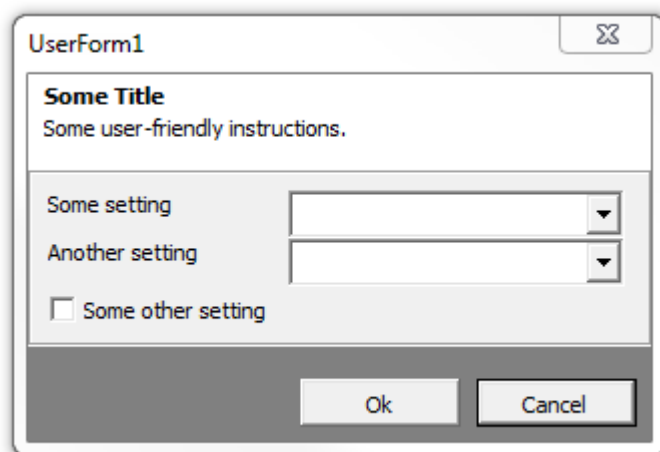 UserForm1
Some Title
Some user-friendly instructions.
Some setting
Another setting
Some other setting
Ok Cancel